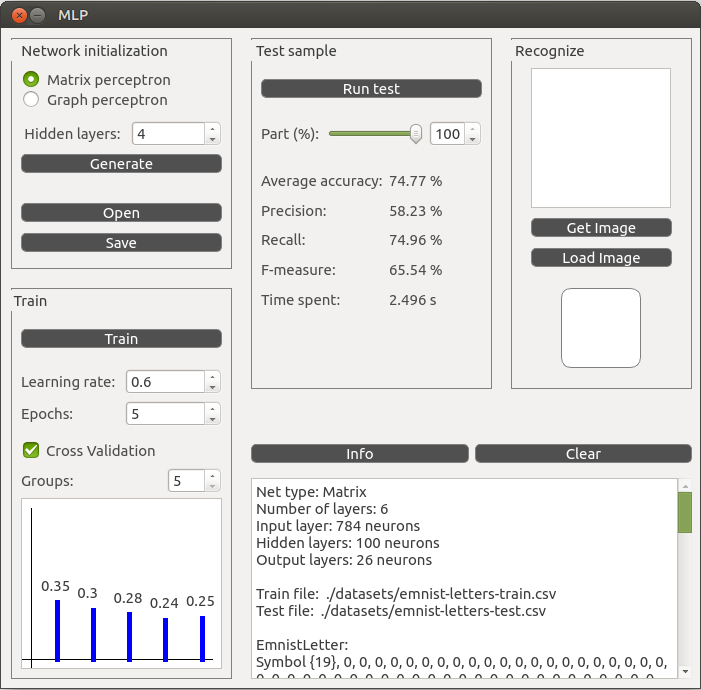 MLP
Network initialization
Matrix perceptron
Graph perceptron
Hidden layers: 4
Generate
Open
Save
Test sample
Run test
Part (%): 100
Average accuracy: 74.77 %
Precision: 58.23 %
Recall: 74.96 %
F-measure: 65.54 %
Time spent: 2.496 s
Recognize
Get Image
Load Image
Train
Train
Learning rate: 0.6
Epochs: 5
Cross Validation
Groups: 5
0.35 0.3 0.28 0.24 0.25
Info
Clear
Net type: Matrix
Number of layers: 6
Input layer: 784 neurons
Hidden layers: 100 neurons
Output layers: 26 neurons
Train file: ./datasets/emnist-letters-train.csv
Test file: ./datasets/emnist-letters-test.csv
EmnistLetter:
Symbol {19}, 0, 0, 0, 0, 0, 0, 0, 0, 0, 0, 0, 0, 0, 0, 0, 0, 0, 0, 0, 0, 0,